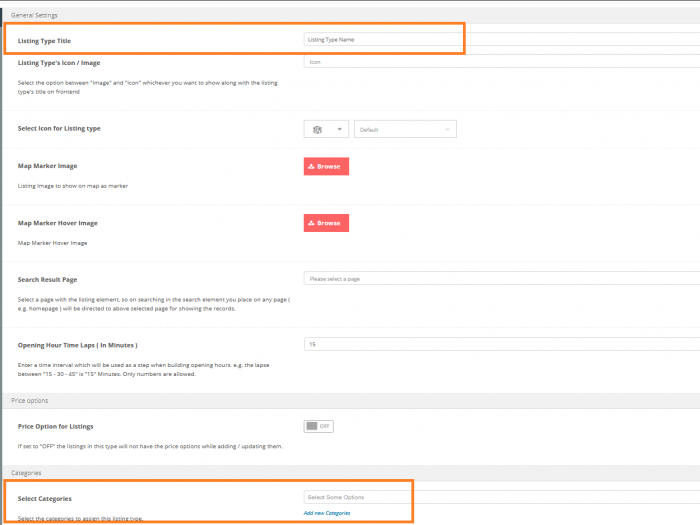 General Settings
Listing Type Title
Listing Type Name
Listing Type's Icon / Image
Icon
Select the option between "Image" and "Icon" whichever you want to show along with the listing
type's title on frontend
Select Icon for Listing type
Default
Map Marker Image
Browse
Listing Image to show on map as marker
Map Marker Hover Image
Browse
Map Marker Hover Image
Search Result Page
Please select a page
Select a page with the listing element, so on searching in the search element you place on any page (
e.g. homepage ) will be directed to above selected page for showing the records.
Opening Hour Time Laps ( In Minutes )
15
Enter a time interval which will be used as a step when building opening hours. e.g. the lapse
between "15 - 30 - 45" is "15" Minutes. Only numbers are allowed.
Price options
Price Option for Listings
OFF
If set to "OFF" the listings in this type will not have the price options while adding / updating them.
Categories
Select Categories
Select Some Options
Add new Categories
Select the categories to assign this listing type.